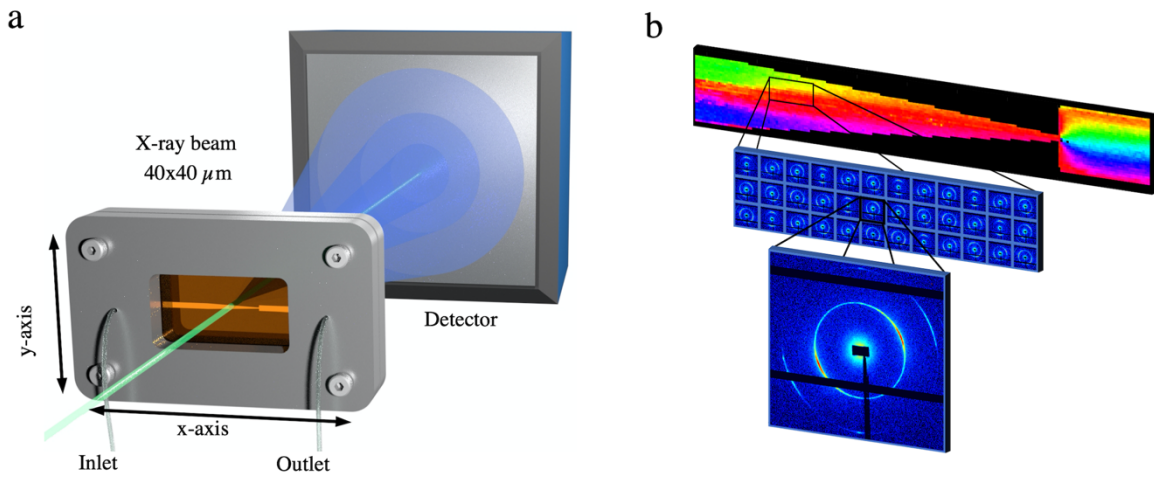 a
X-ray beam
40x40 µm
Detector
y-axis
x-axis
Inlet
Outlet
b